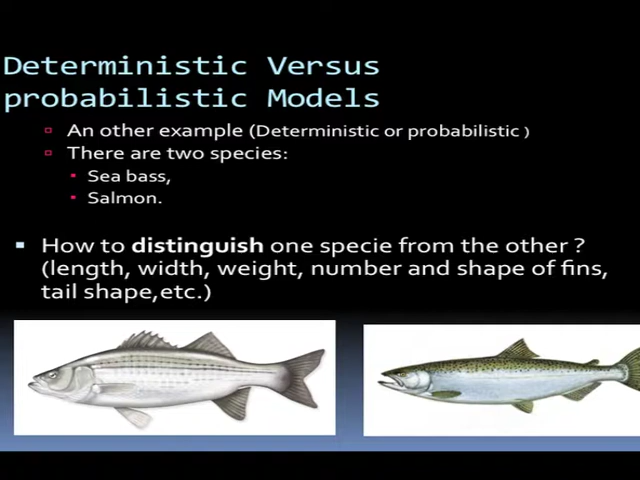 Deterministic Versus
probabilistic Models
An other example (Deterministic or probabilistic )
There are two species:
Sea bass,
Salmon.
How to distinguish one specie from the other ?
(length, width, weight, number and shape of fins,
tail shape,etc.)